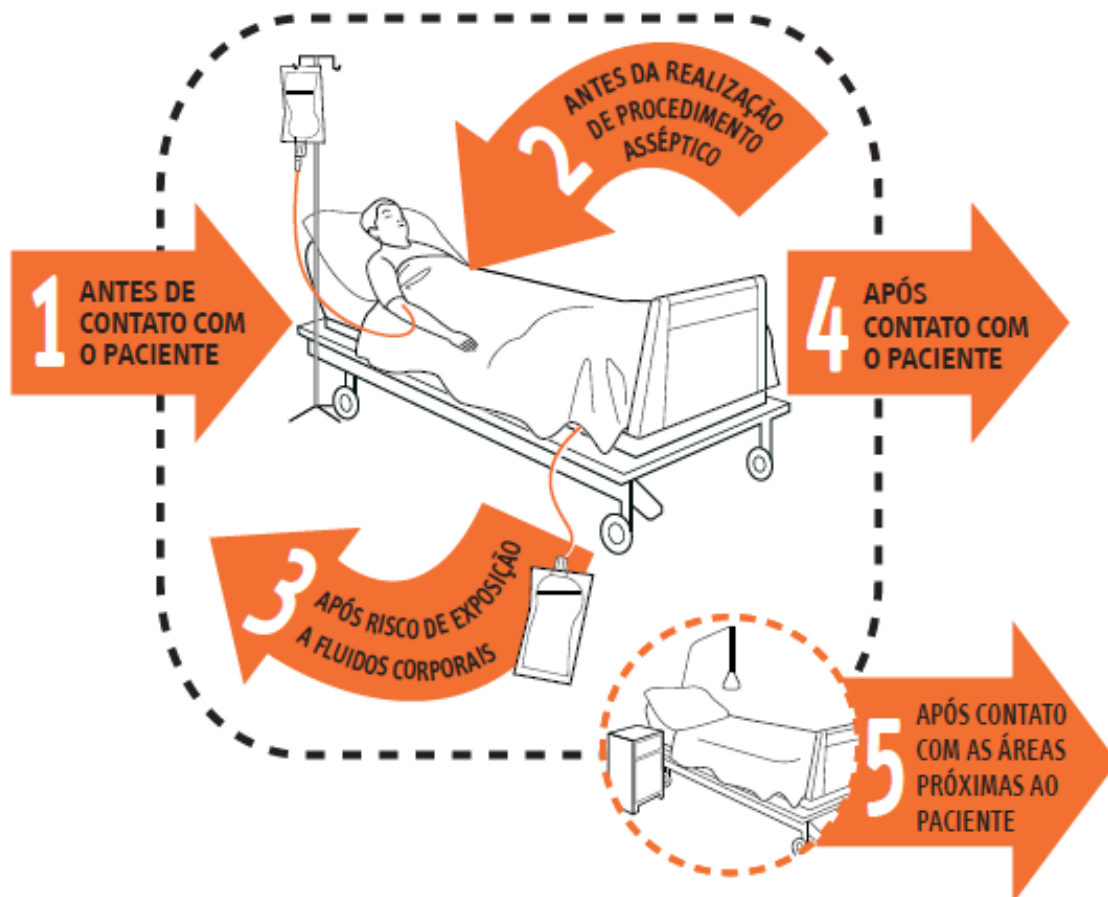 1
ANTES DE
CONTATO COM
O PACIENTE
2
ANTES DA REALIZAÇÃO
DE PROCEDIMENTO
ASSÉPTICO
3
APÓS RISCO DE EXPOSIÇÃO
A FLUIDOS CORPORAIS
4
APÓS
CONTATO COM
O PACIENTE
5
APÓS CONTATO
COM AS ÁREAS
PRÓXIMAS AO
PACIENTE